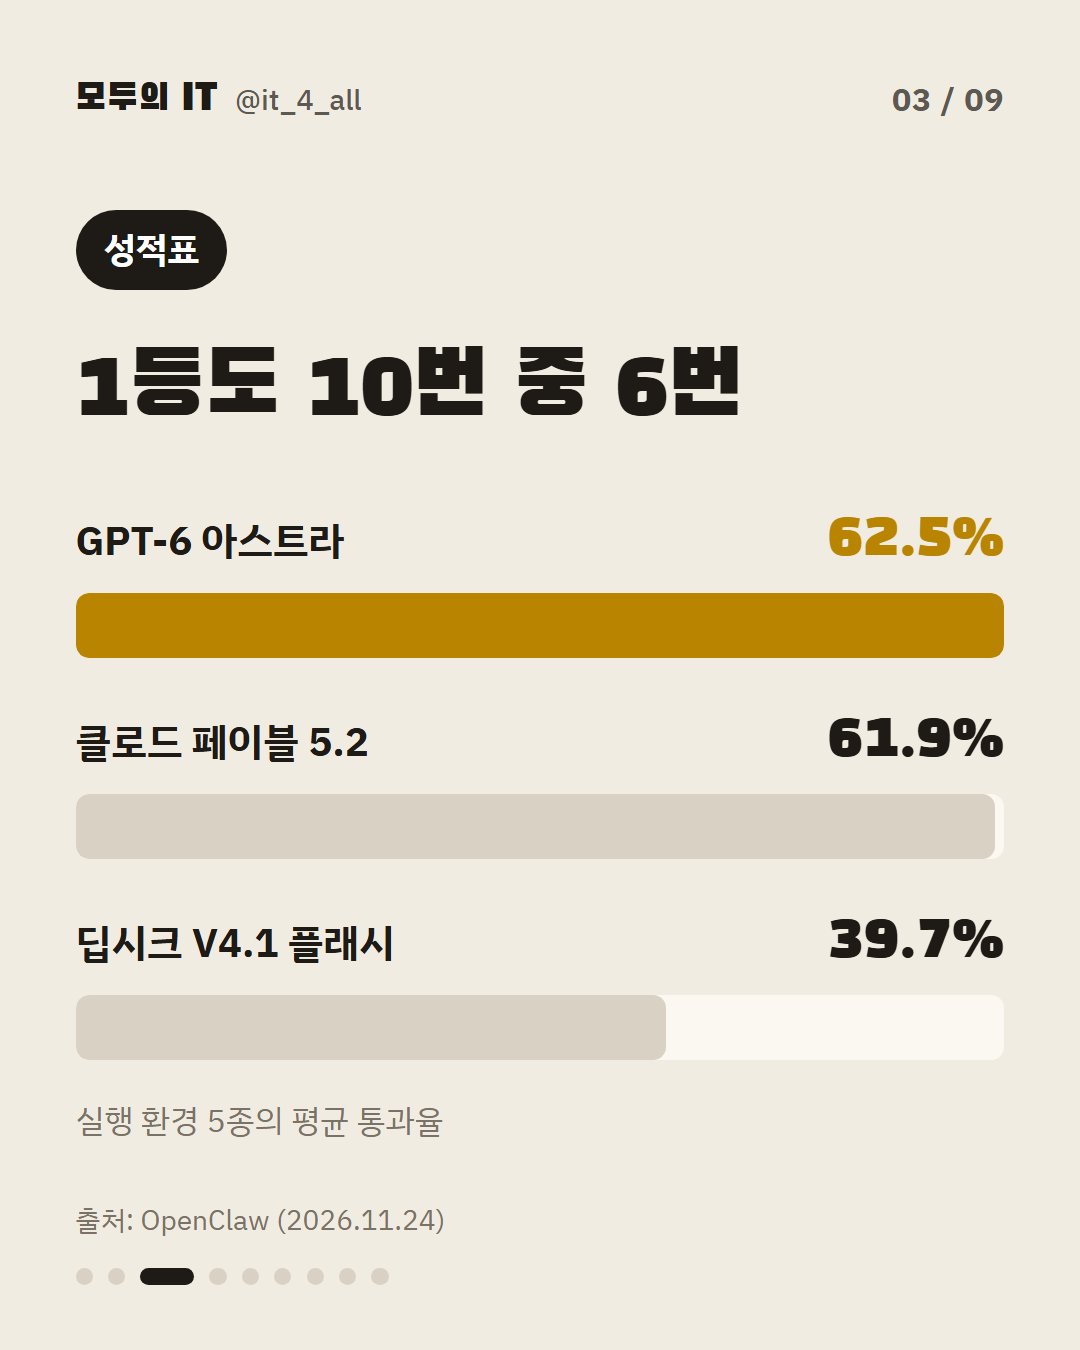 모두의 IT @it_4_all
03 / 09
성적표
1등도 10번 중 6번
GPT-6 아스트라 62.5%
클로드 페이블 5.2 61.9%
딥시크 V4.1 플래시 39.7%
실행 환경 5종의 평균 통과율
출처: OpenClaw (2026.11.24)